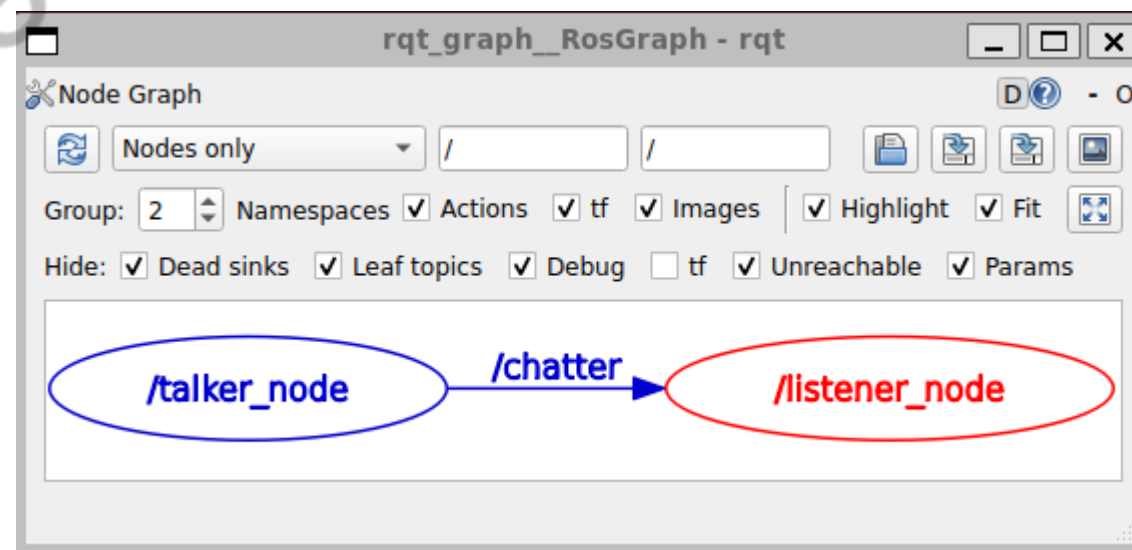 rqt_graph__RosGraph - rqt
Node Graph D ? - O
Nodes only / /
Group: 2 Namespaces Actions tf Images Highlight Fit
Hide: Dead sinks Leaf topics Debug tf Unreachable Params
/talker_node /chatter /listener_node